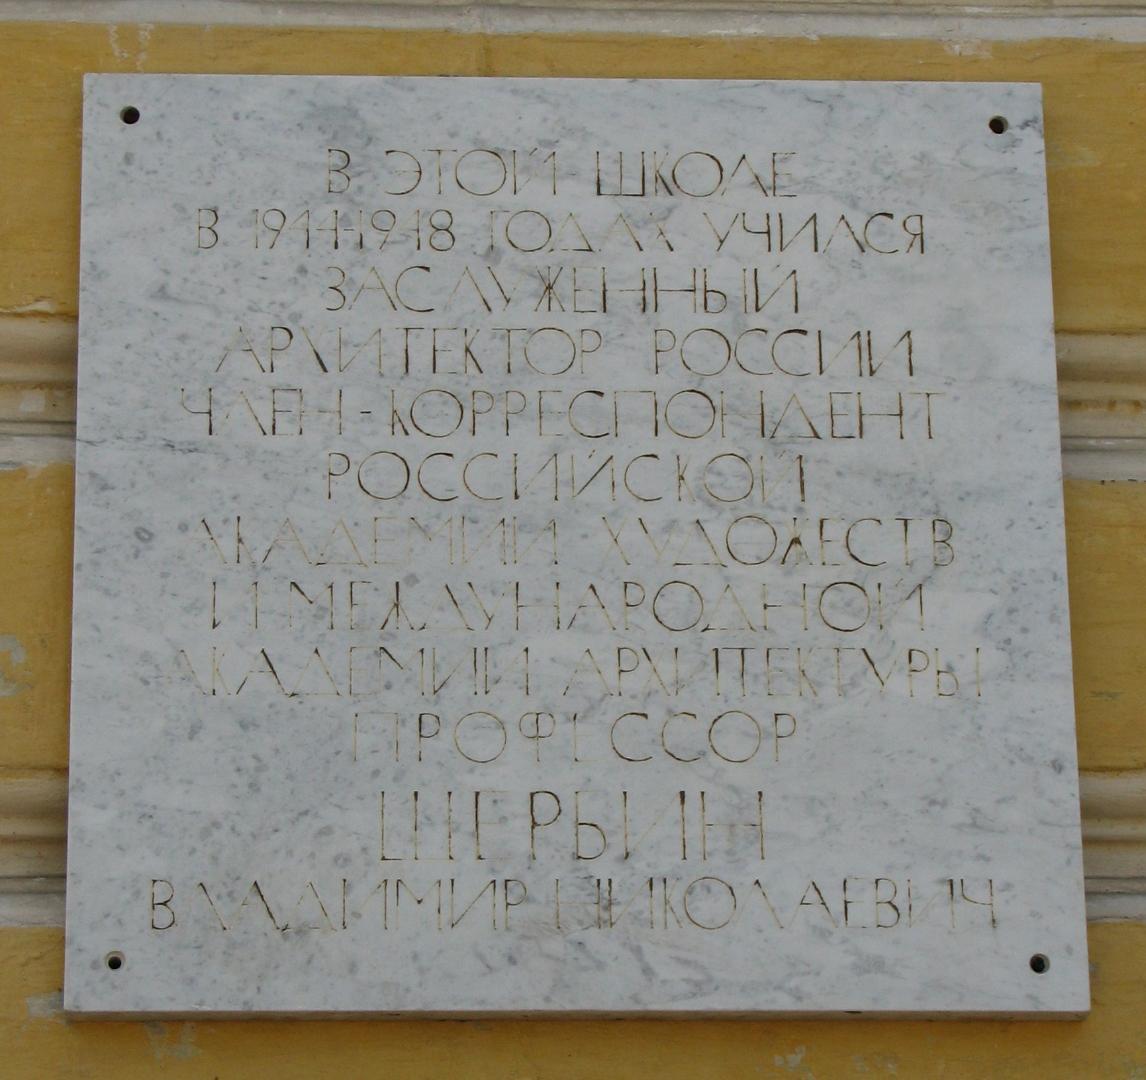 В ЭТОЙ ШКОЛЕ
В 1944-1948 ГОДАХ УЧИЛСЯ
ЗАСЛУЖЕННЫЙ
АРХИТЕКТОР РОССИИ
ЧЛЕН-КОРРЕСПОНДЕНТ
РОССИЙСКОЙ
АКАДЕМИИ ХУДОЖЕСТВ
И МЕЖДУНАРОДНОЙ
АКАДЕМИИ АРХИТЕКТУРЫ
ПРОФЕССОР
ЩЕРБИН
ВЛАДИМИР НИКОЛАЕВИЧ